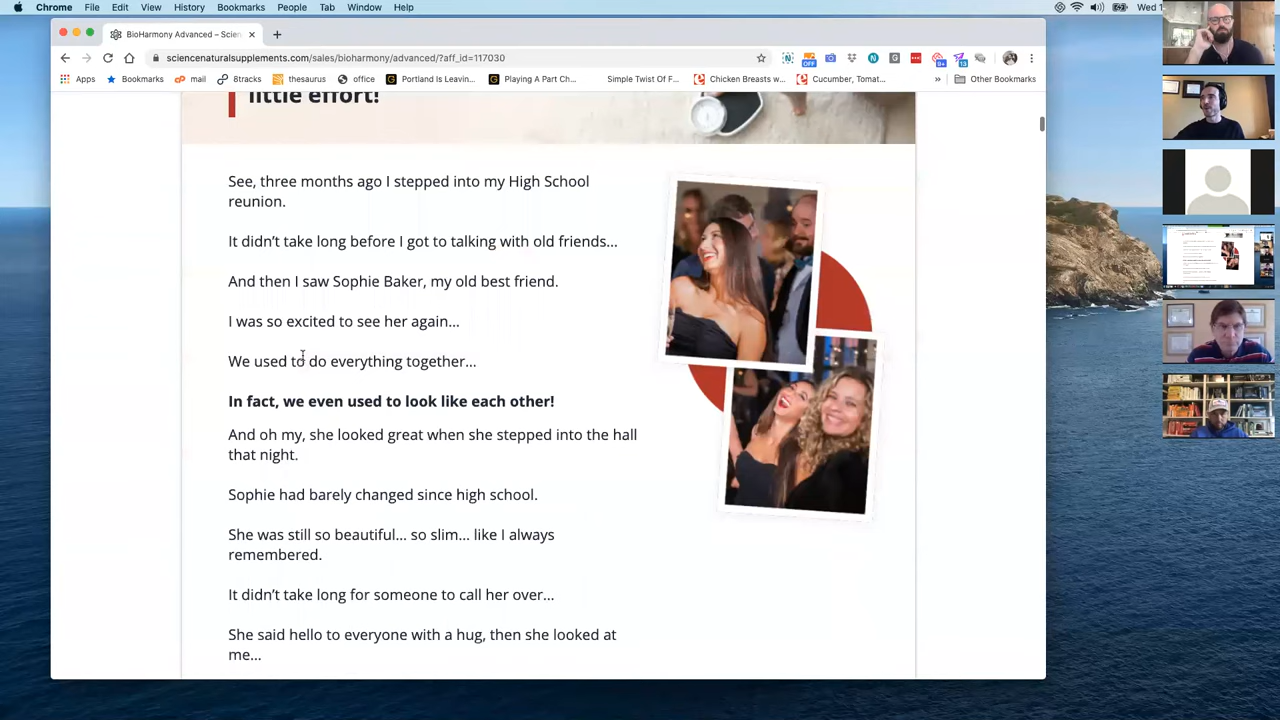 Chrome File Edit View History Bookmarks People Tab Window Help
Wed 1
BioHarmony Advanced – Scien
sciencenaturalsupplements.com/sales/bioharmony/advanced/?aff_id=117030
OFF
9+
13
Apps Bookmarks mail 8tracks thesaurus office Portland Is Leavin... Playing A Part Ch... Simple Twist Of F... Chicken Breasts w... Cucumber, Tomat... » Other Bookmarks
little effort!
See, three months ago I stepped into my High School
reunion.
It didn’t take long before I got to talking with old friends…
And then I saw Sophie Baker, my old best friend.
I was so excited to see her again…
We used to do everything together…
In fact, we even used to look like each other!
And oh my, she looked great when she stepped into the hall
that night.
Sophie had barely changed since high school.
She was still so beautiful… so slim… like I always
remembered.
It didn’t take long for someone to call her over…
She said hello to everyone with a hug, then she looked at
me…